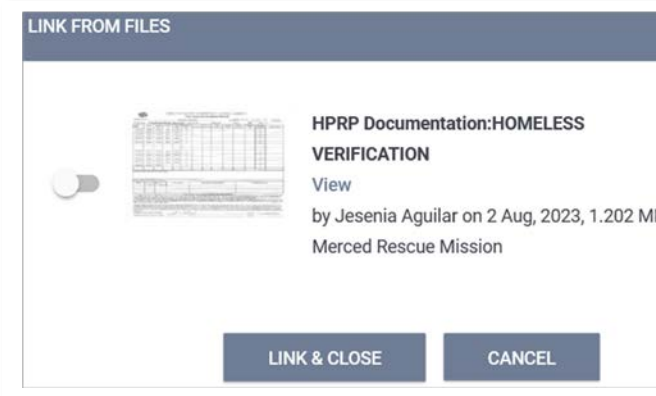 LINK FROM FILES
HPRP Documentation:HOMELESS
VERIFICATION
View
by Jesenia Aguilar on 2 Aug, 2023, 1.202 M
Merced Rescue Mission
LINK & CLOSE
CANCEL